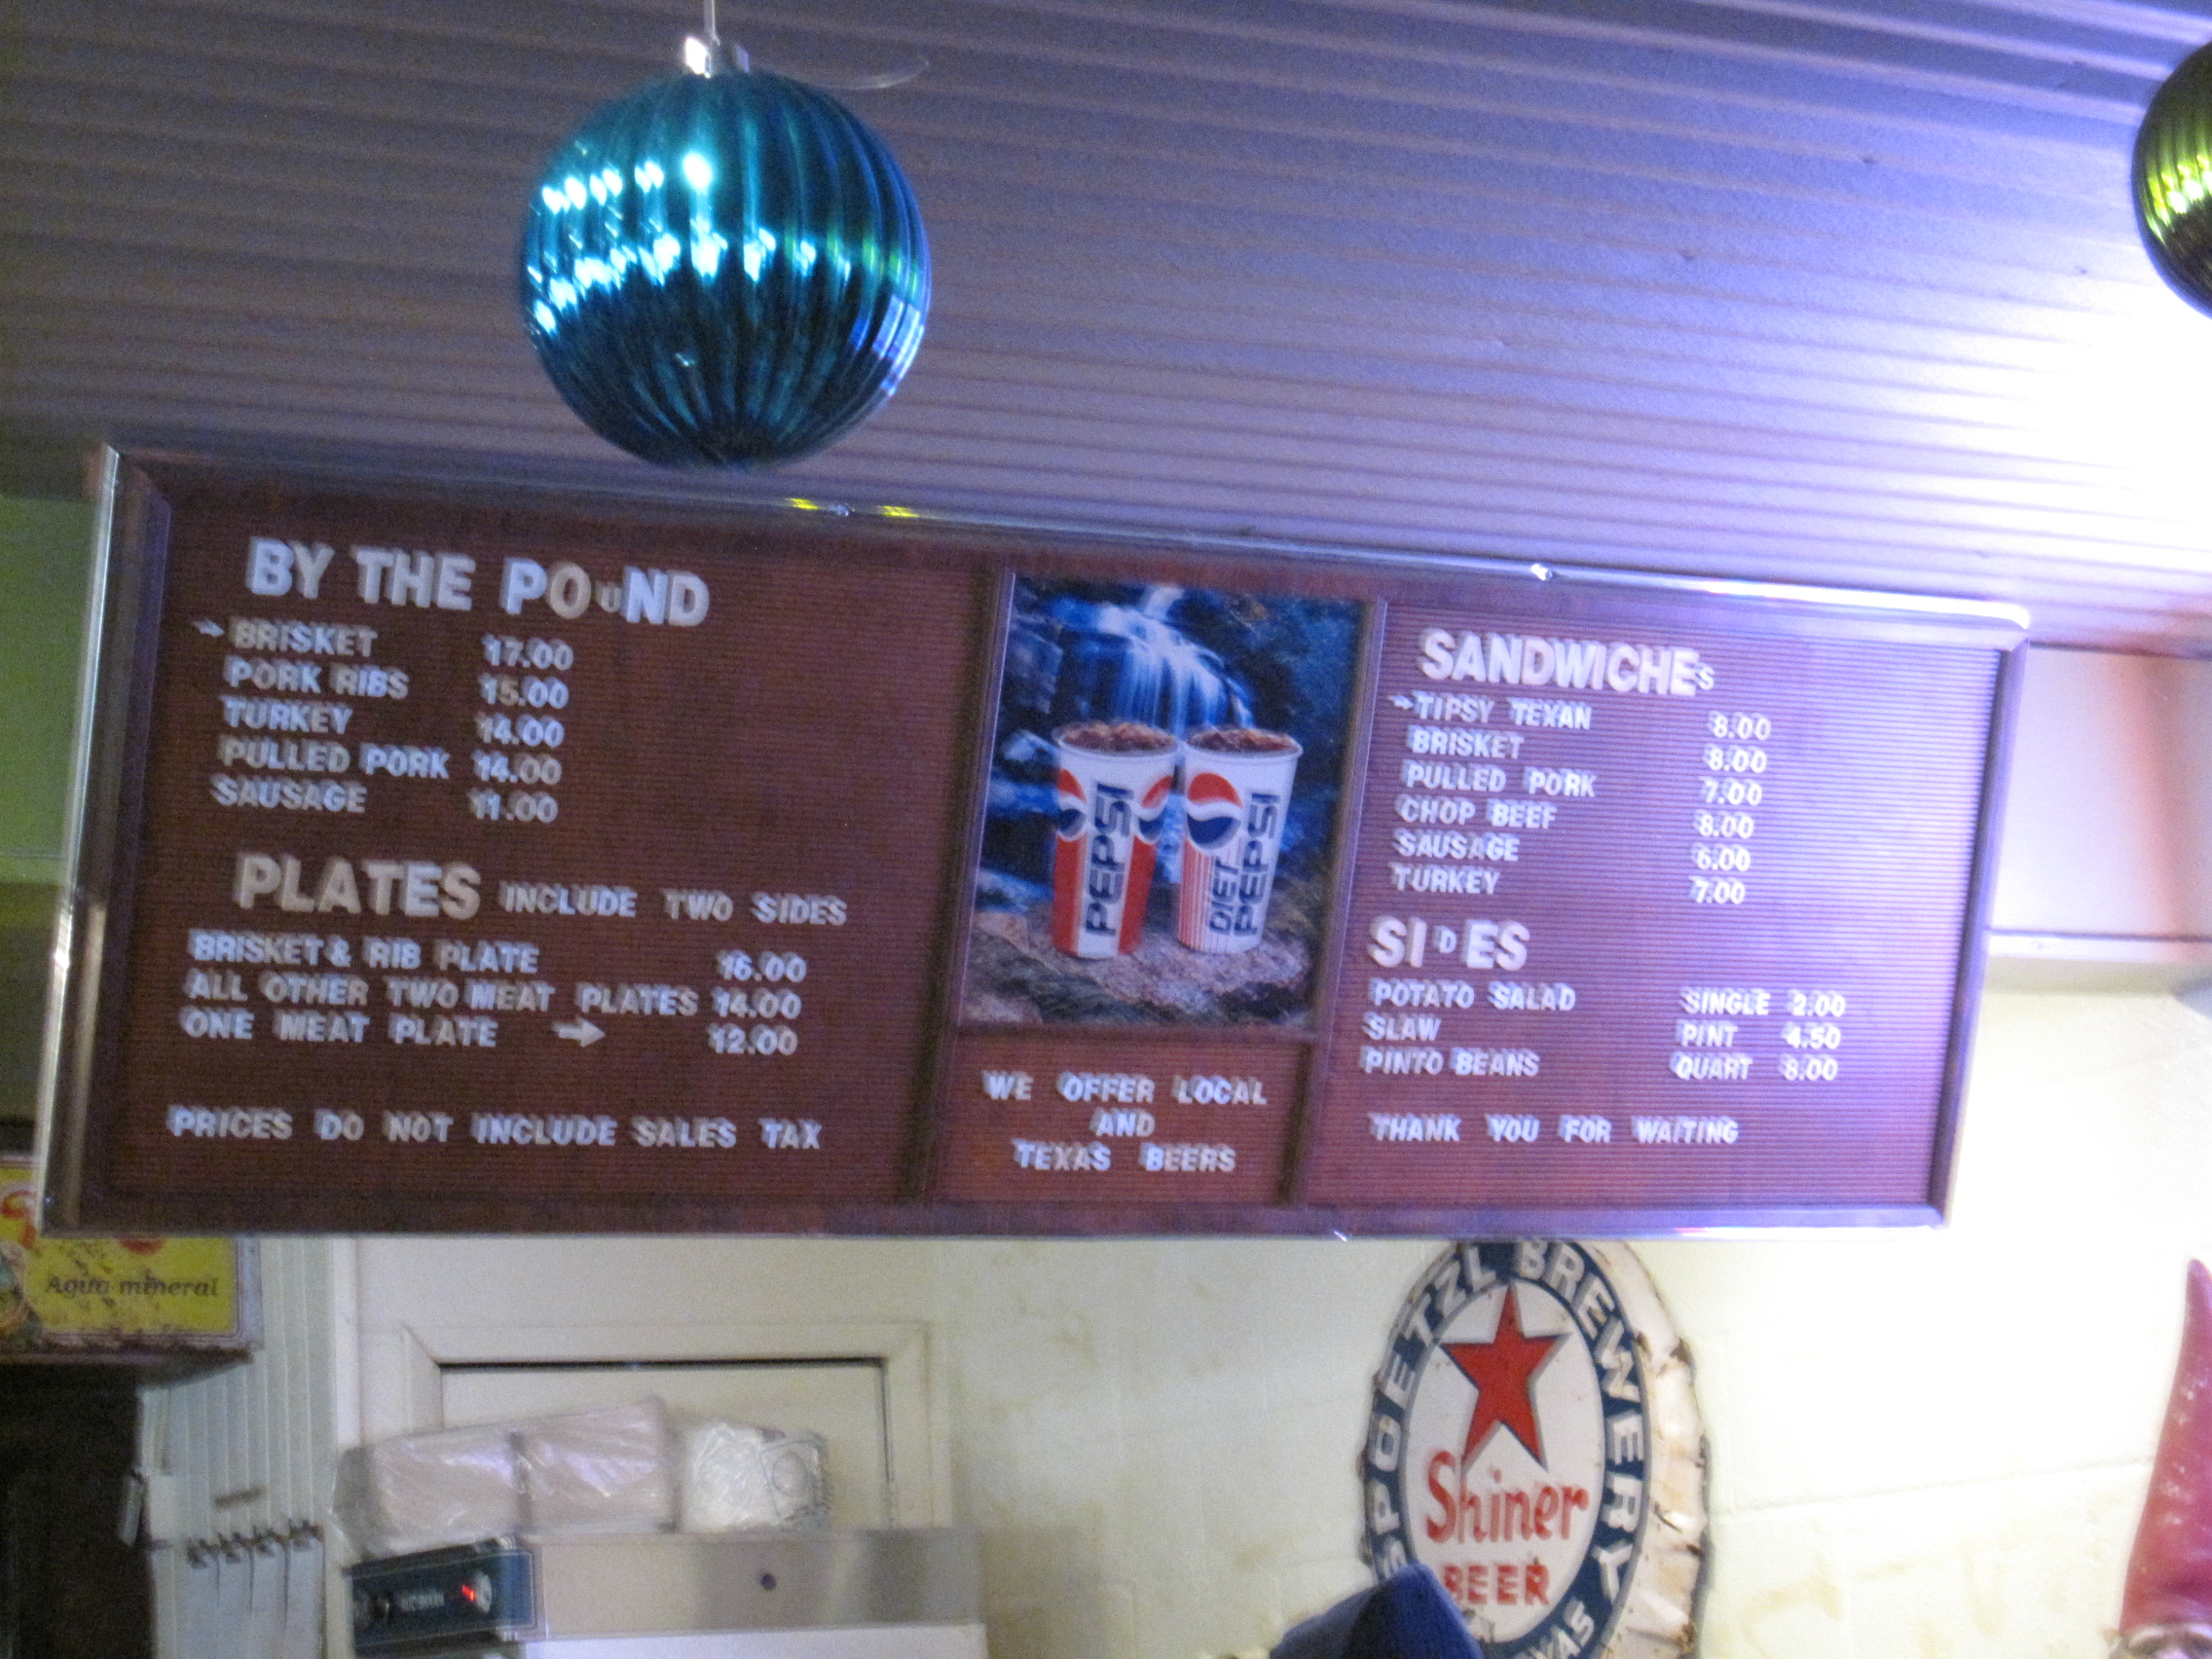 BY THE POUND
BRISKET 17.00
PORK RIBS 15.00
TURKEY 14.00
PULLED PORK 14.00
SAUSAGE 11.00
PLATES INCLUDE TWO SIDES
BRISKET & RIB PLATE 16.00
ALL OTHER TWO MEAT PLATES 14.00
ONE MEAT PLATE → 12.00
PRICES DO NOT INCLUDE SALES TAX
PEPSI
DIET PEPSI
WE OFFER LOCAL
AND
TEXAS BEERS
SANDWICHES
TIPSY TEXAN 8.00
BRISKET 8.00
PULLED PORK 7.00
CHOP BEEF 8.00
SAUSAGE 6.00
TURKEY 7.00
SIDES
POTATO SALAD SINGLE 2.00
SLAW PINT 4.50
PINTO BEANS QUART 8.00
THANK YOU FOR WAITING
Agua mineral
SPOETZL BREWERY
Shiner
BEER